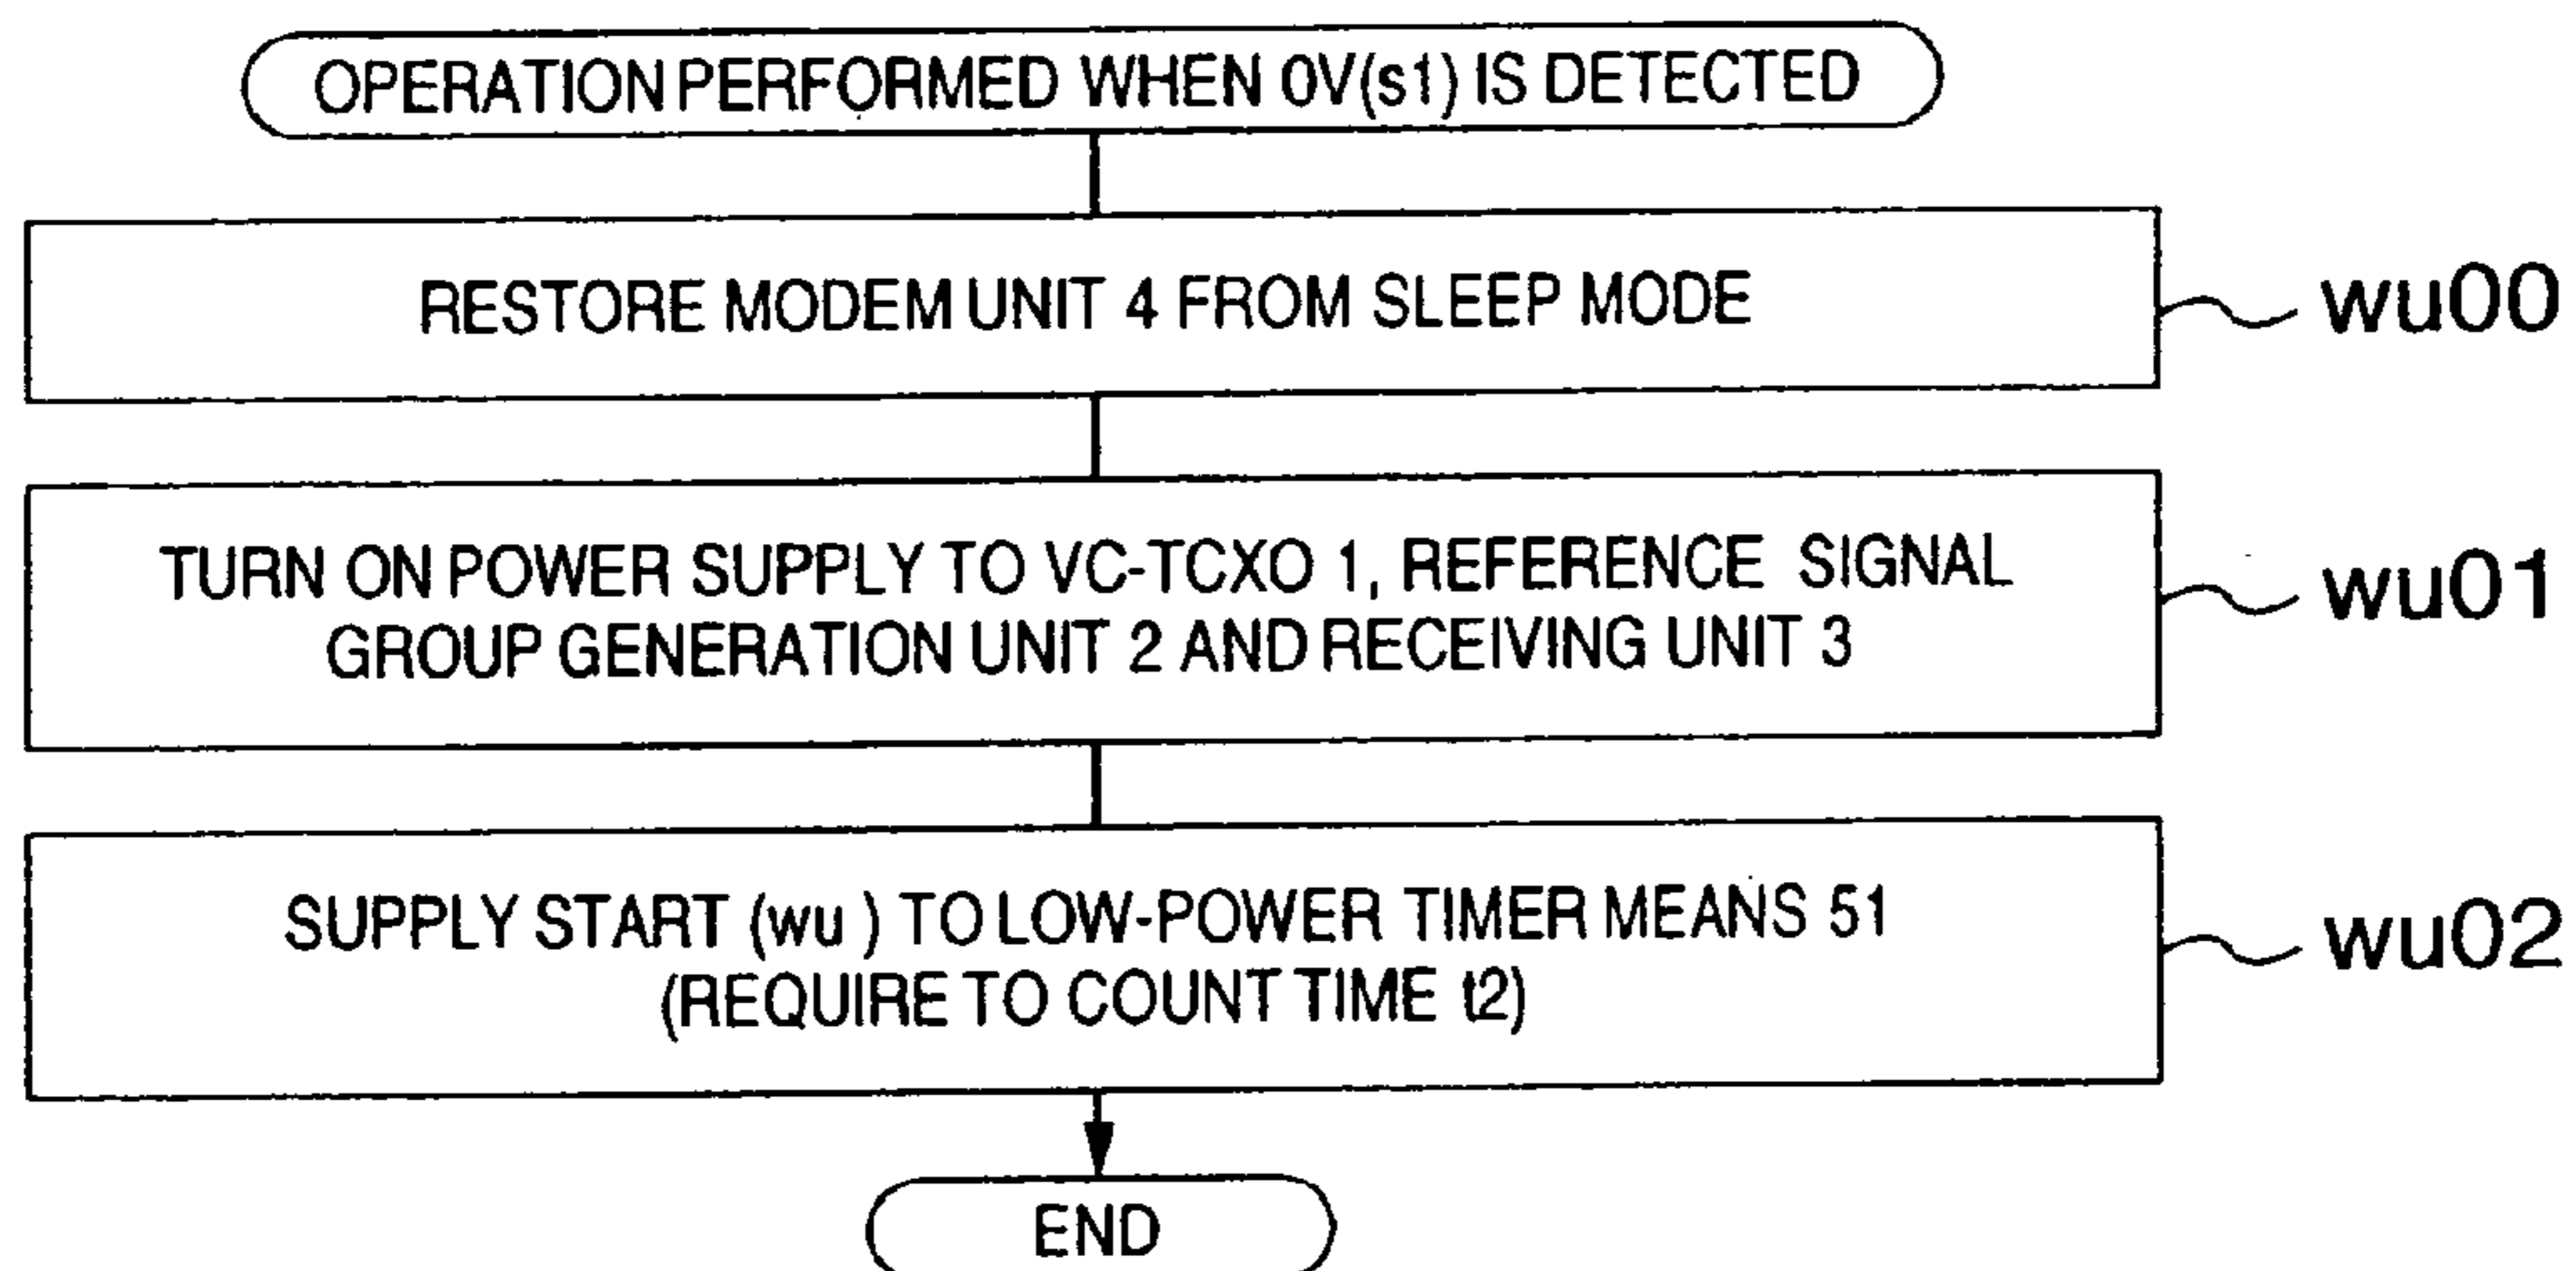 OPERATION PERFORMED WHEN 0V(s1) IS DETECTED
RESTORE MODEM UNIT 4 FROM SLEEP MODE
wu00
TURN ON POWER SUPPLY TO VC-TCXO 1, REFERENCE SIGNAL
GROUP GENERATION UNIT 2 AND RECEIVING UNIT 3
wu01
SUPPLY START (wu ) TO LOW-POWER TIMER MEANS 51
(REQUIRE TO COUNT TIME t2)
wu02
END